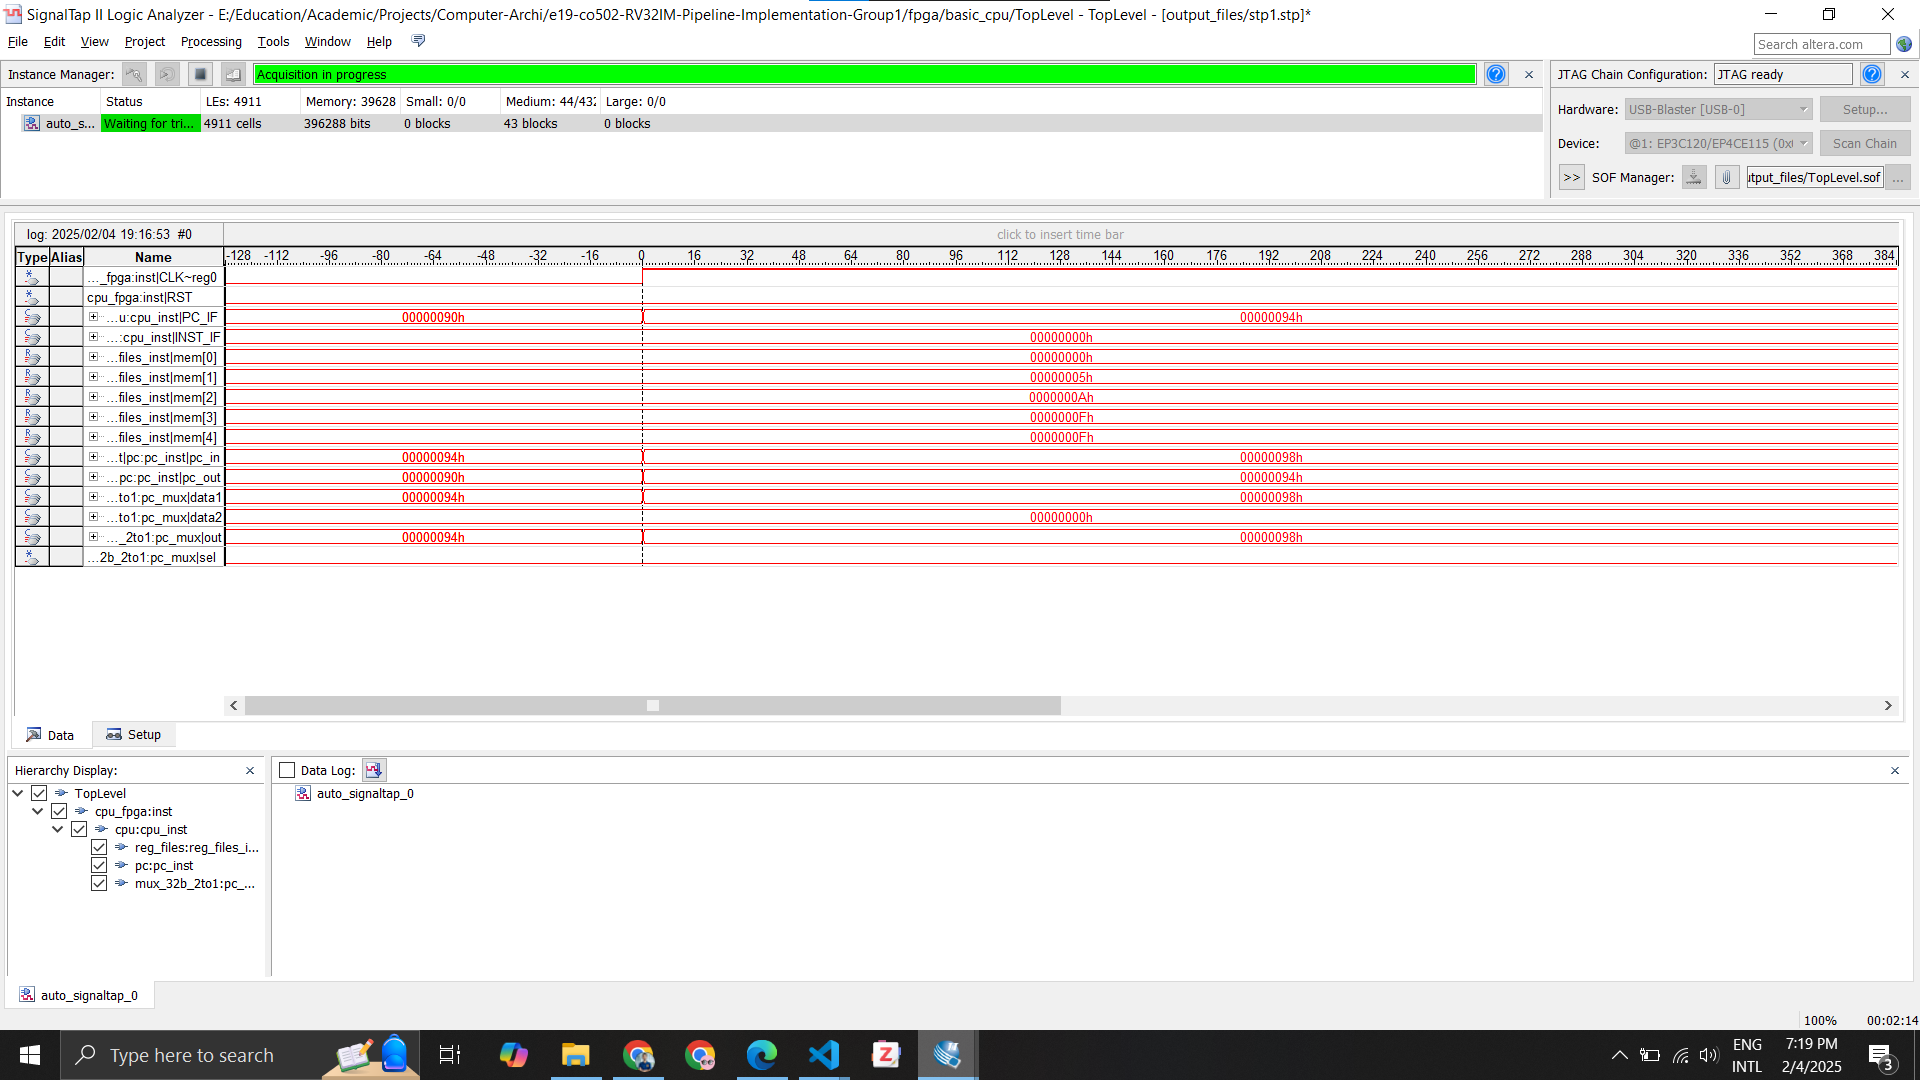 SignalTap II Logic Analyzer - E:/Education/Academic/Projects/Computer-Archi/e19-co502-RV32IM-Pipeline-Implementation-Group1/fpga/basic_cpu/TopLevel - TopLevel - [output_files/stp1.stp]*
File Edit View Project Processing Tools Window Help
Search altera.com
Instance Manager: Acquisition in progress
JTAG Chain Configuration: JTAG ready
Instance Status LEs: 4911 Memory: 39628 Small: 0/0 Medium: 44/432 Large: 0/0
auto_s... Waiting for tri... 4911 cells 396288 bits 0 blocks 43 blocks 0 blocks
Hardware: USB-Blaster [USB-0] Setup...
Device: @1: EP3C120/EP4CE115 (0x Scan Chain
>> SOF Manager: utput_files/TopLevel.sof ...
log: 2025/02/04 19:16:53 #0 click to insert time bar
Type Alias Name -128 -112 -96 -80 -64 -48 -32 -16 0 16 32 48 64 80 96 112 128 144 160 176 192 208 224 240 256 272 288 304 320 336 352 368 384
..._fpga:inst|CLK~reg0
cpu_fpga:inst|RST
...u:cpu_inst|PC_IF 00000090h 00000094h
...:cpu_inst|INST_IF 00000000h
...files_inst|mem[0] 00000000h
...files_inst|mem[1] 00000005h
...files_inst|mem[2] 0000000Ah
...files_inst|mem[3] 0000000Fh
...files_inst|mem[4] 0000000Fh
...t|pc:pc_inst|pc_in 00000094h 00000098h
...pc:pc_inst|pc_out 00000090h 00000094h
...to1:pc_mux|data1 00000094h 00000098h
...to1:pc_mux|data2 00000000h
..._2to1:pc_mux|out 00000094h 00000098h
...2b_2to1:pc_mux|sel
Data Setup
Hierarchy Display:
TopLevel
cpu_fpga:inst
cpu:cpu_inst
reg_files:reg_files_i...
pc:pc_inst
mux_32b_2to1:pc_...
Data Log:
auto_signaltap_0
auto_signaltap_0
100% 00:02:14
Type here to search
ENG
INTL
7:19 PM
2/4/2025
3